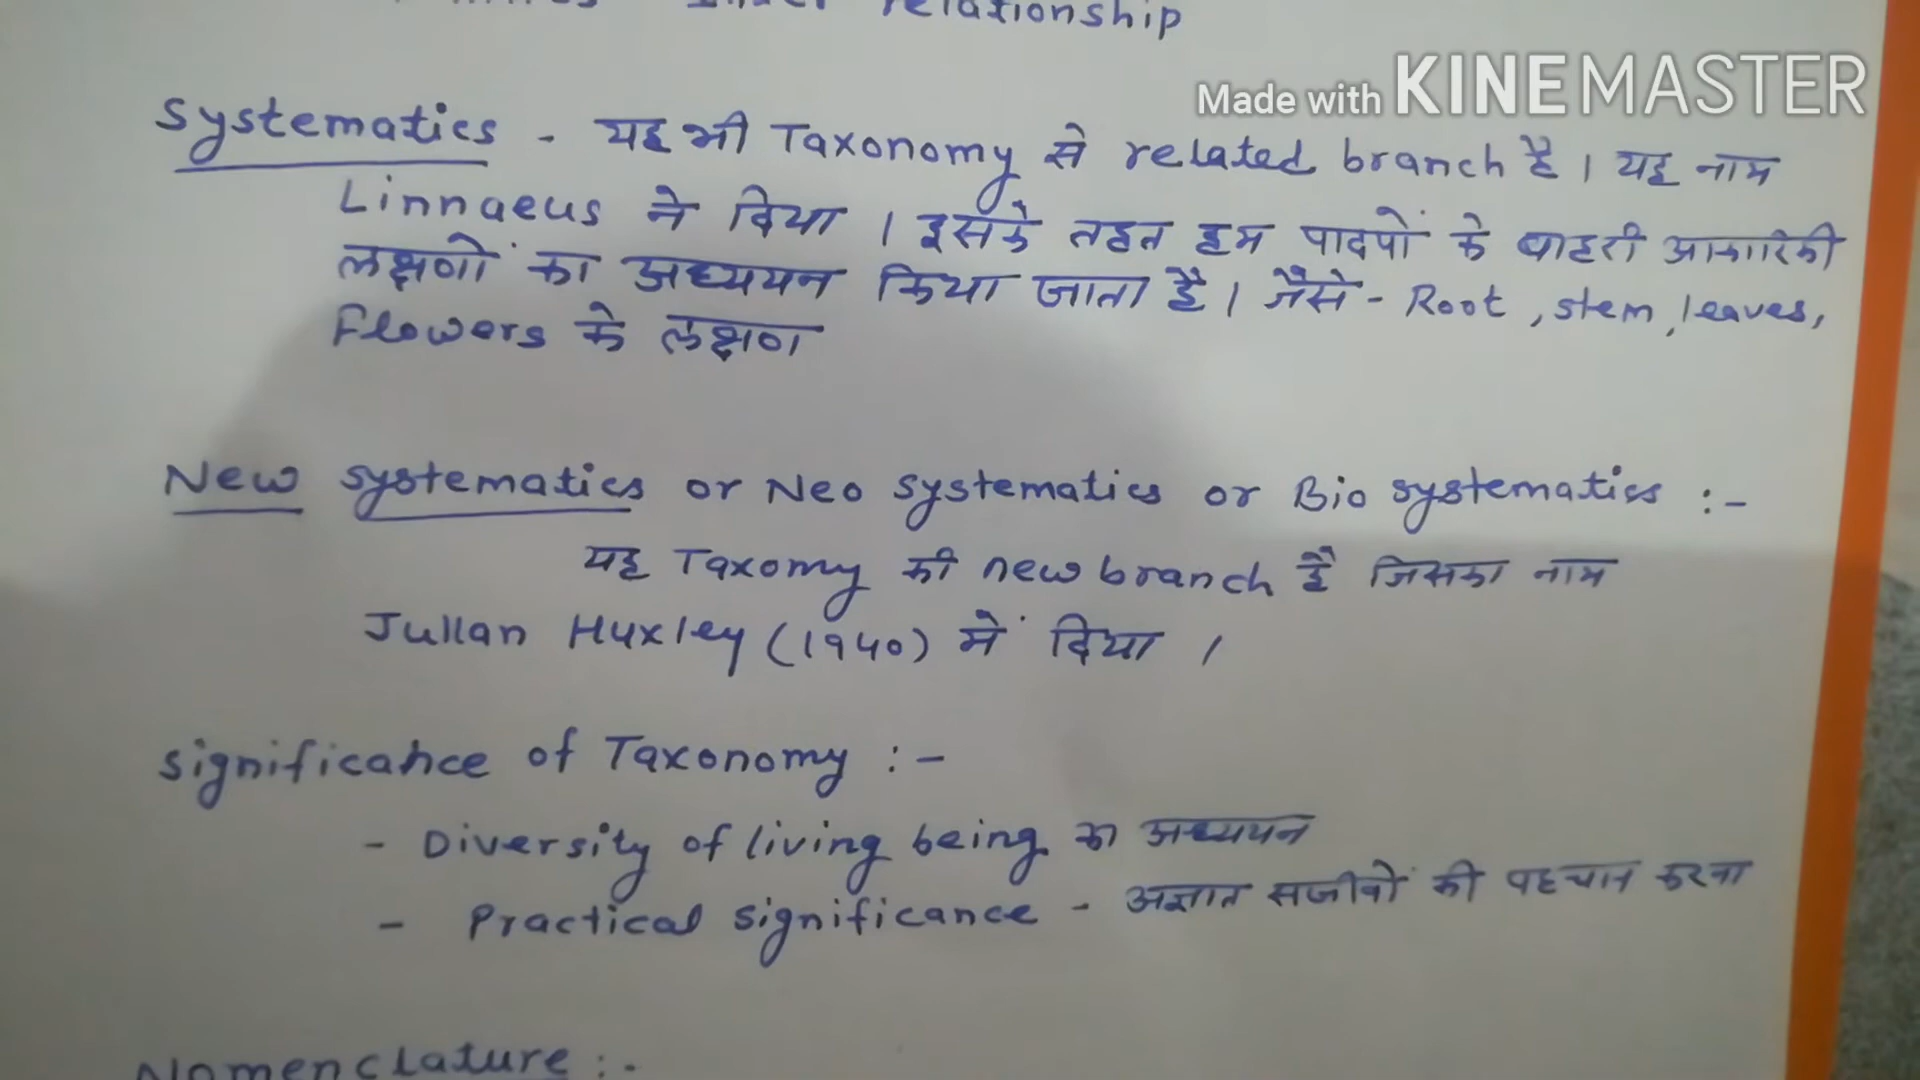 relationship
Made with KINEMASTER
Systematics - यह भी Taxonomy से related branch है। यह नाम
Linnaeus ने दिया । इसके तहत हम पादपों के बाहरी आकारिकी
लक्षणों का अध्ययन किया जाता है। जैसे - Root, stem, leaves,
Flowers के लक्षण
New systematics or Neo systematics or Bio systematics :-
यह Taxomy की new branch है जिसका नाम
Jullan Huxley (1940) में दिया ।
Significance of Taxonomy :-
- Diversity of living being का अध्ययन
- Practical significance - अज्ञात सजीवों की पहचान करना
Nomenclature :-